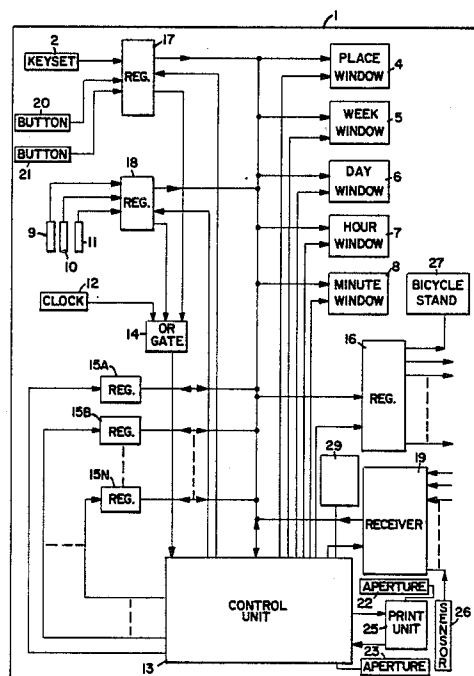 1
2
17
KEYSET
REG.
PLACE WINDOW
4
20
BUTTON
WEEK WINDOW
5
BUTTON
21
18
REG.
DAY WINDOW
6
9
10
11
HOUR WINDOW
7
12
CLOCK
MINUTE WINDOW
8
27
BICYCLE STAND
14
OR GATE
16
REG.
15A
REG.
15B
REG.
15N
REG.
29
19
RECEIVER
CONTROL UNIT
13
APERTURE
22
PRINT UNIT
25
23
APERTURE
SENSOR
26